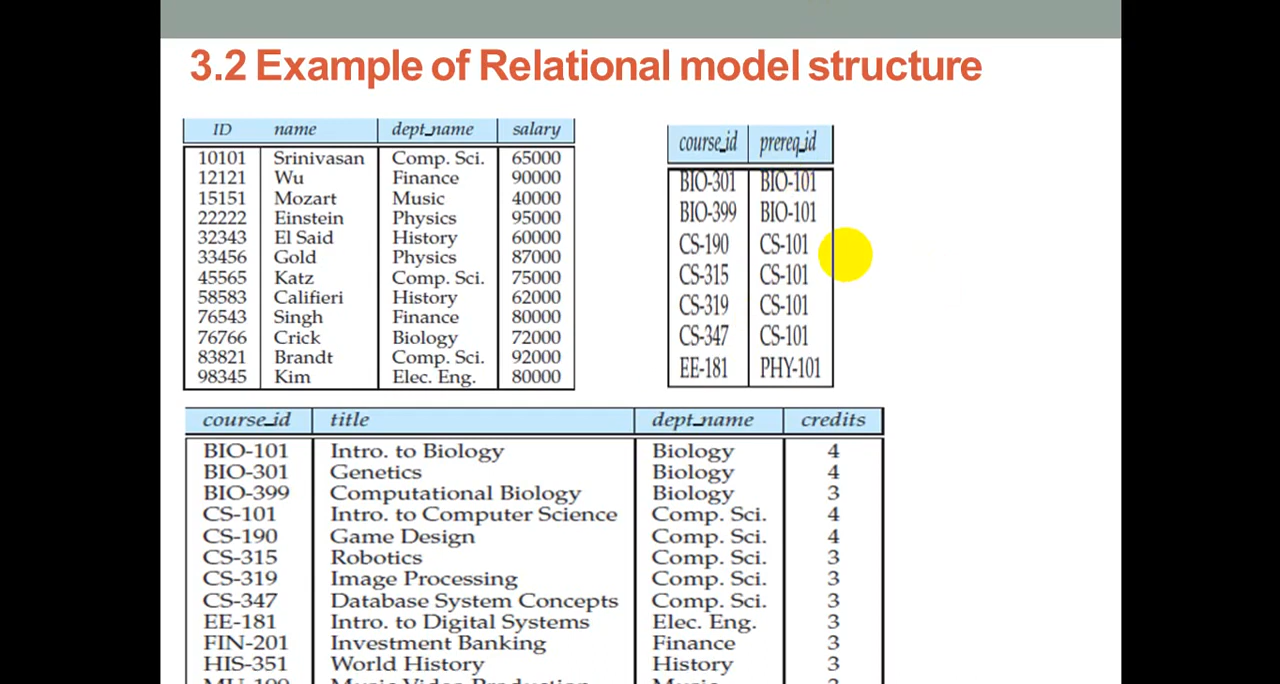 3.2 Example of Relational model structure
ID name dept_name salary
10101 Srinivasan Comp. Sci. 65000
12121 Wu Finance 90000
15151 Mozart Music 40000
22222 Einstein Physics 95000
32343 El Said History 60000
33456 Gold Physics 87000
45565 Katz Comp. Sci. 75000
58583 Califieri History 62000
76543 Singh Finance 80000
76766 Crick Biology 72000
83821 Brandt Comp. Sci. 92000
98345 Kim Elec. Eng. 80000
course_id prereq_id
BIO-301 BIO-101
BIO-399 BIO-101
CS-190 CS-101
CS-315 CS-101
CS-319 CS-101
CS-347 CS-101
EE-181 PHY-101
course_id title dept_name credits
BIO-101 Intro. to Biology Biology 4
BIO-301 Genetics Biology 4
BIO-399 Computational Biology Biology 3
CS-101 Intro. to Computer Science Comp. Sci. 4
CS-190 Game Design Comp. Sci. 4
CS-315 Robotics Comp. Sci. 3
CS-319 Image Processing Comp. Sci. 3
CS-347 Database System Concepts Comp. Sci. 3
EE-181 Intro. to Digital Systems Elec. Eng. 3
FIN-201 Investment Banking Finance 3
HIS-351 World History History 3